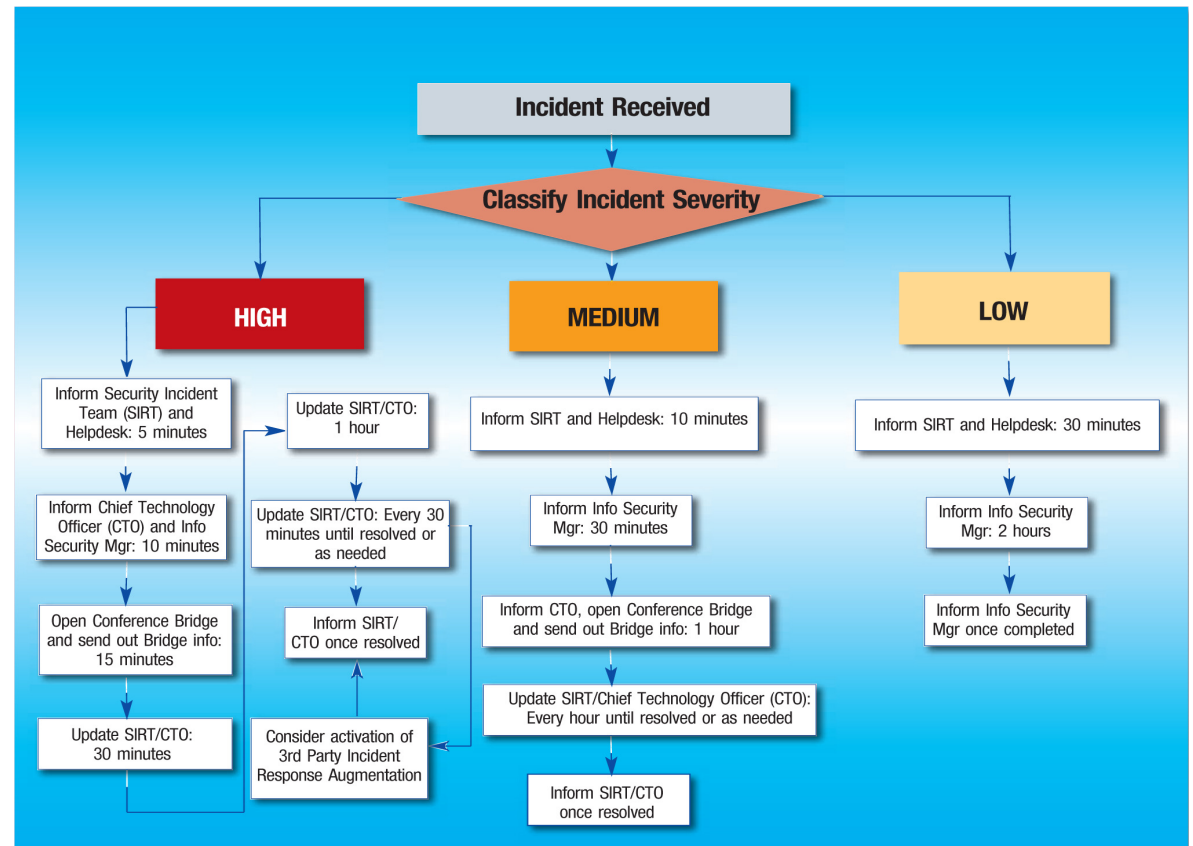 Incident Received
Classify Incident Severity
HIGH
Inform Security Incident
Team (SIRT) and
Helpdesk: 5 minutes
Inform Chief Technology
Officer (CTO) and Info
Security Mgr: 10 minutes
Open Conference Bridge
and send out Bridge info:
15 minutes
Update SIRT/CTO:
30 minutes
Update SIRT/CTO:
1 hour
Update SIRT/CTO: Every 30
minutes until resolved or
as needed
Inform SIRT/
CTO once resolved
Consider activation of
3rd Party Incident
Response Augmentation
MEDIUM
Inform SIRT and Helpdesk: 10 minutes
Inform Info Security
Mgr: 30 minutes
Inform CTO, open Conference Bridge
and send out Bridge info: 1 hour
Update SIRT/Chief Technology Officer (CTO):
Every hour until resolved or as needed
Inform SIRT/CTO
once resolved
LOW
Inform SIRT and Helpdesk: 30 minutes
Inform Info Security
Mgr: 2 hours
Inform Info Security
Mgr once completed